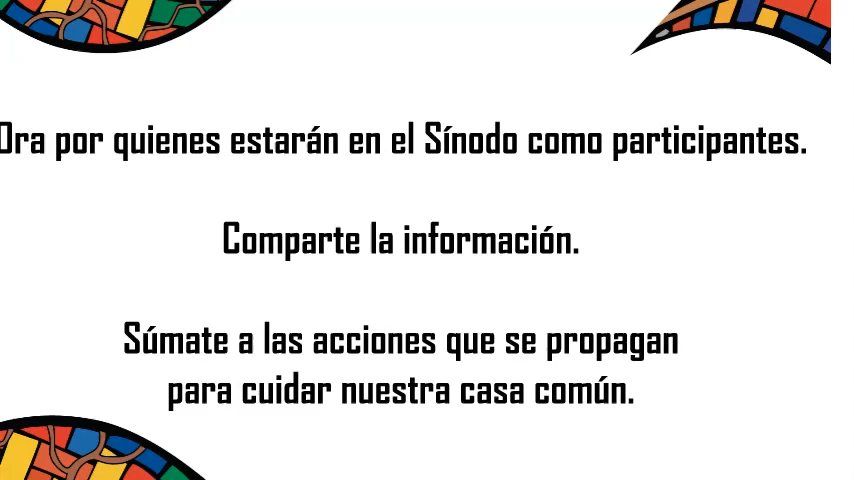 Ora por quienes estarán en el Sínodo como participantes.
Comparte la información.
Súmate a las acciones que se propagan
para cuidar nuestra casa común.